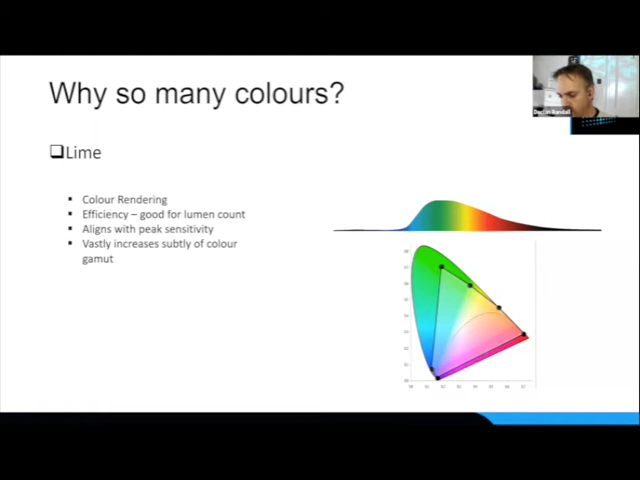 Why so many colours?
Lime
Colour Rendering
Efficiency – good for lumen count
Aligns with peak sensitivity
Vastly increases subtly of colour
gamut